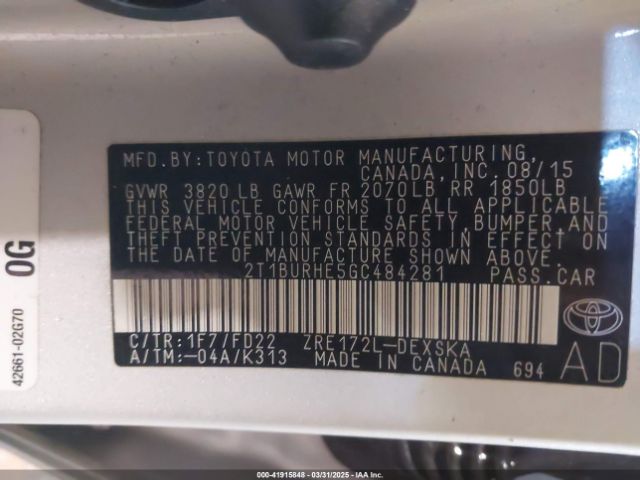 MFD.BY:TOYOTA MOTOR MANUFACTURING,
CANADA, INC. 08/15
GVWR 3820 LB GAWR FR 2070LB, RR 1850LB
THIS VEHICLE CONFORMS TO ALL APPLICABLE
FEDERAL MOTOR VEHICLE SAFETY, BUMPER AND
THEFT PREVENTION STANDARDS IN EFFECT ON
THE DATE OF MANUFACTURE SHOWN ABOVE.
2T1BURHE5GC484281 PASS.CAR
C/TR:1F7/FD22 ZRE172L-DEXSKA
A/TM:-04A/K313 MADE IN CANADA 694
TOYOTA
AD
0G
42661-02G70
000-41915848 - 03/31/2025 - IAA Inc.